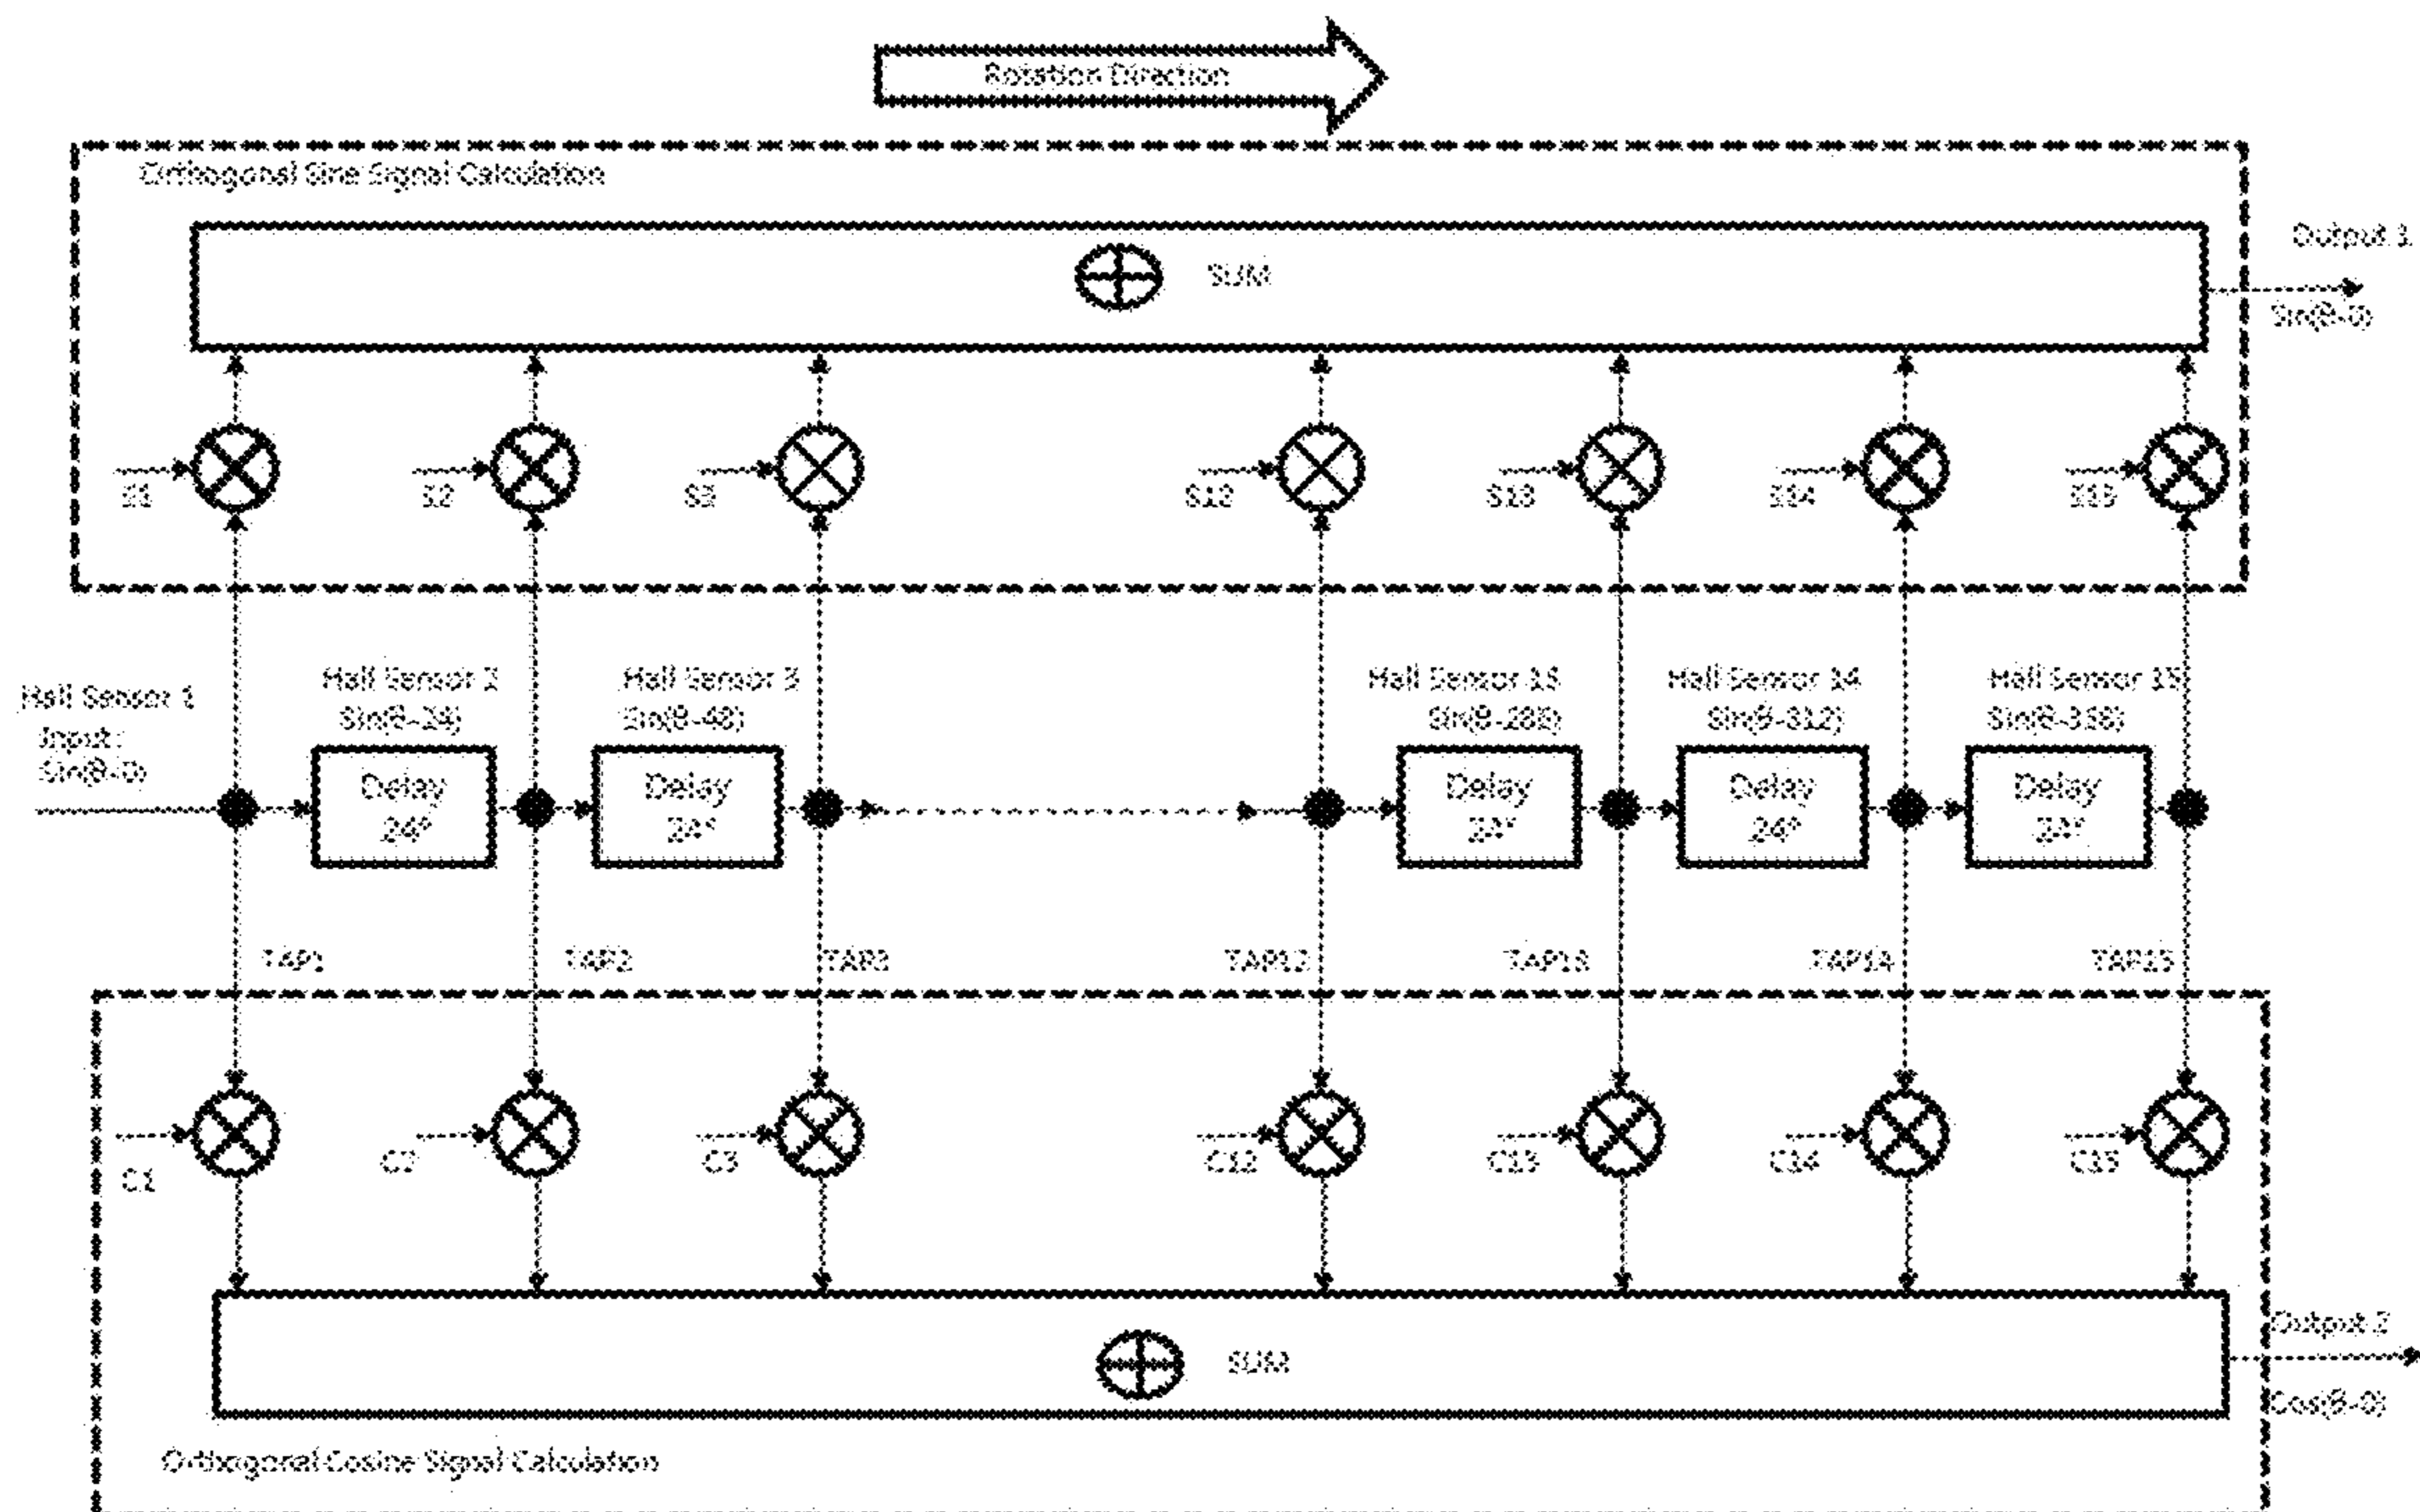 Rotation Direction
Orthogonal Sine Signal Calculation
SUM
Output 1
Sin(θ-0)
S1
S2
S3
S12
S13
S14
S15
Hall Sensor 1
Input:
Sin(θ-0)
Hall Sensor 2
Sin(θ-24)
Delay
24°
Hall Sensor 3
Sin(θ-48)
Delay
24°
Hall Sensor 13
Sin(θ-288)
Delay
24°
Hall Sensor 14
Sin(θ-312)
Delay
24°
Hall Sensor 15
Delay
24°
TAP1
TAP2
TAP3
TAP12
TAP13
TAP14
TAP15
C1
C2
C3
C12
C13
C14
C15
SUM
Output 2
Cos(θ-0)
Orthogonal Cosine Signal Calculation